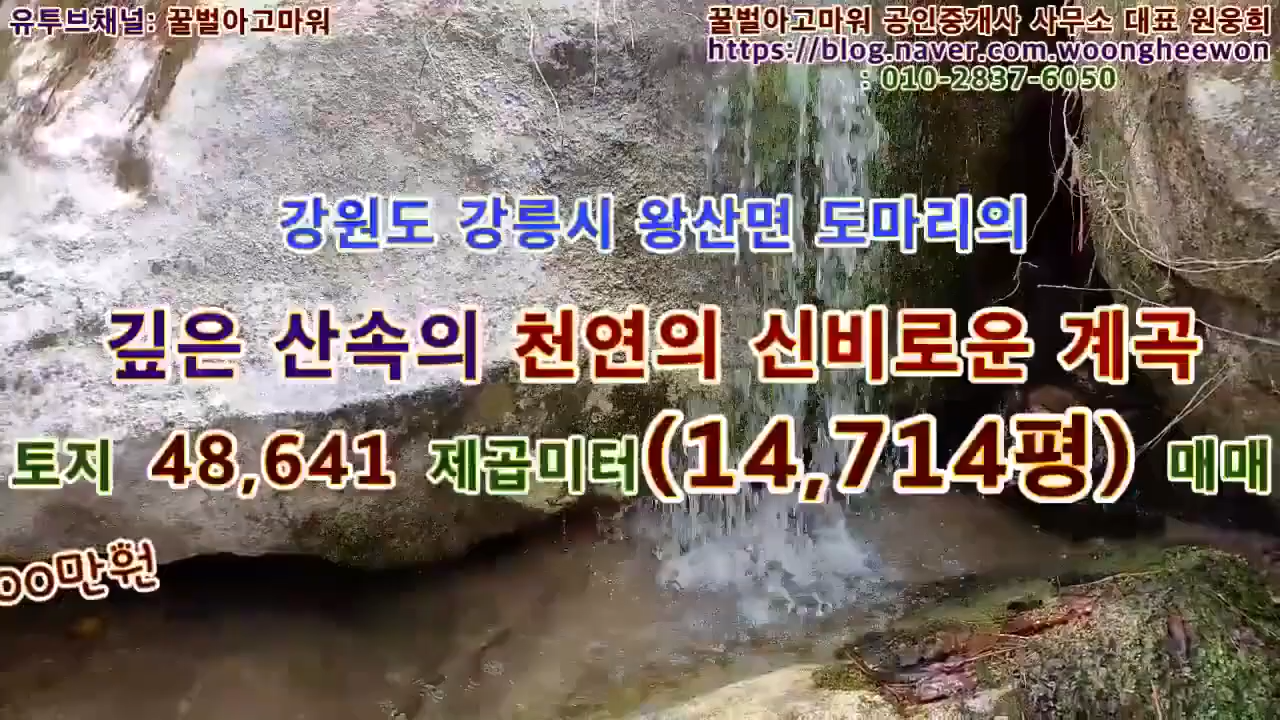 유투브채널: 꿀벌아고마워
꿀벌아고마워 공인중개사 사무소 대표 원웅희
https://blog.naver.com.woongheewon
: 010-2837-6050
강원도 강릉시 왕산면 도마리의
깊은 산속의 천연의 신비로운 계곡
토지 48,641 제곱미터(14,714평) 매매
00만원